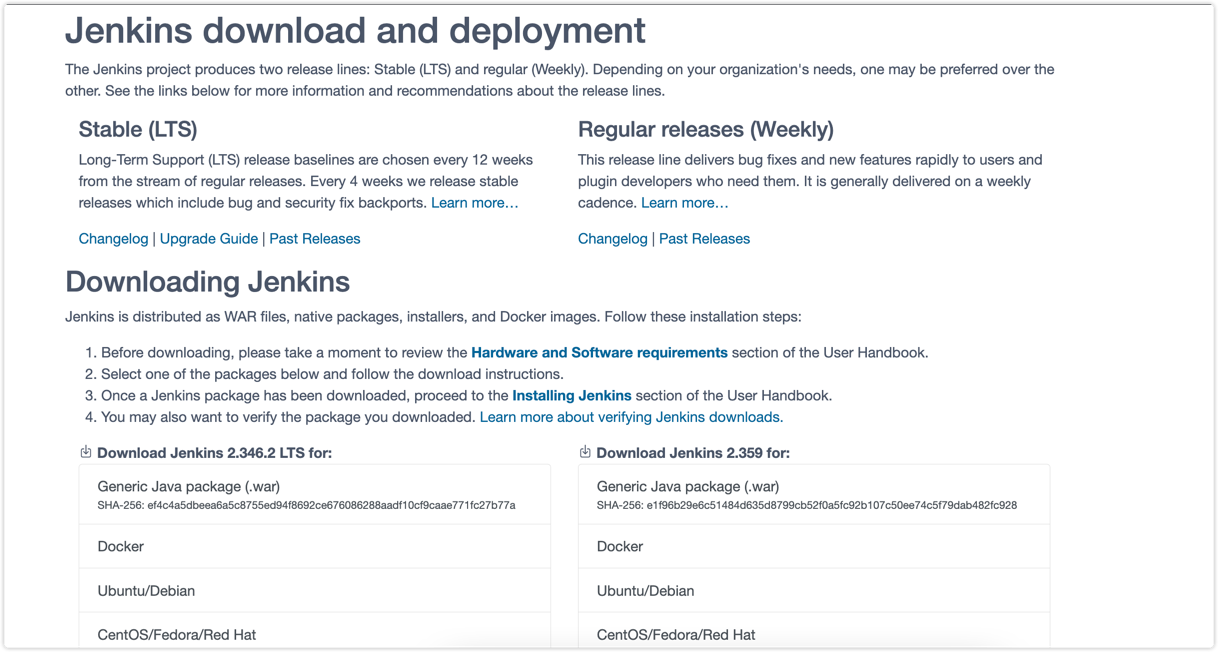 Jenkins download and deployment
The Jenkins project produces two release lines: Stable (LTS) and regular (Weekly). Depending on your organization's needs, one may be preferred over the
other. See the links below for more information and recommendations about the release lines.
Stable (LTS)
Long-Term Support (LTS) release baselines are chosen every 12 weeks
from the stream of regular releases. Every 4 weeks we release stable
releases which include bug and security fix backports. Learn more…
Changelog | Upgrade Guide | Past Releases
Regular releases (Weekly)
This release line delivers bug fixes and new features rapidly to users and
plugin developers who need them. It is generally delivered on a weekly
cadence. Learn more…
Changelog | Past Releases
Downloading Jenkins
Jenkins is distributed as WAR files, native packages, installers, and Docker images. Follow these installation steps:
1. Before downloading, please take a moment to review the Hardware and Software requirements section of the User Handbook.
2. Select one of the packages below and follow the download instructions.
3. Once a Jenkins package has been downloaded, proceed to the Installing Jenkins section of the User Handbook.
4. You may also want to verify the package you downloaded. Learn more about verifying Jenkins downloads.
Download Jenkins 2.346.2 LTS for:
Generic Java package (.war)
SHA-256: ef4c4a5dbeea6a5c8755ed94f8692ce676086288aadf10cf9caae771fc27b77a
Docker
Ubuntu/Debian
CentOS/Fedora/Red Hat
Download Jenkins 2.359 for:
Generic Java package (.war)
SHA-256: e1f96b29e6c51484d635d8799cb52f0a5fc92b107c50ee74c5f79dab482fc928
Docker
Ubuntu/Debian
CentOS/Fedora/Red Hat